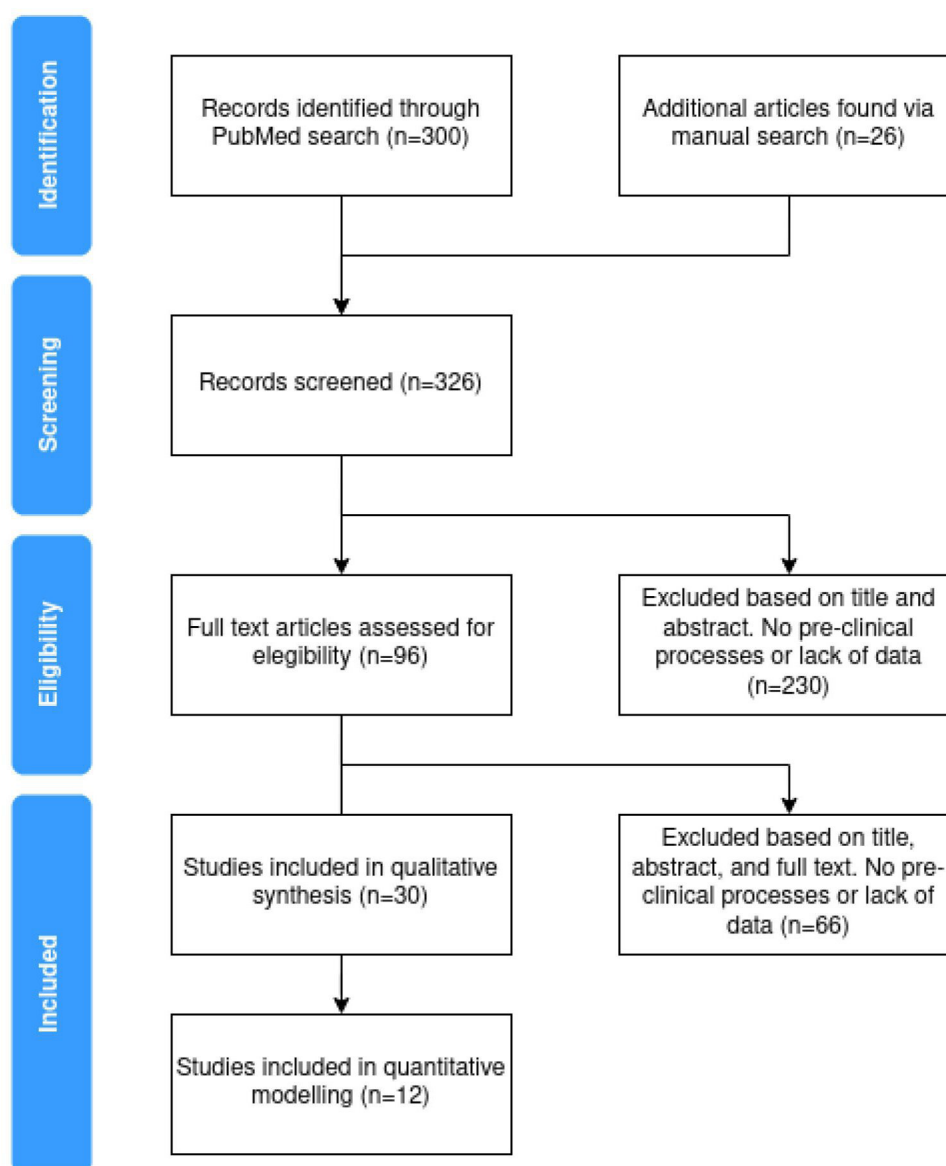 Identification
Records identified through
PubMed search (n=300)
Additional articles found via
manual search (n=26)
Screening
Records screened (n=326)
Eligibility
Full text articles assessed for
elegibility (n=96)
Excluded based on title and
abstract. No pre-clinical
processes or lack of data
(n=230)
Included
Studies included in qualitative
synthesis (n=30)
Excluded based on title,
abstract, and full text. No pre-
clinical processes or lack of
data (n=66)
Studies included in quantitative
modelling (n=12)